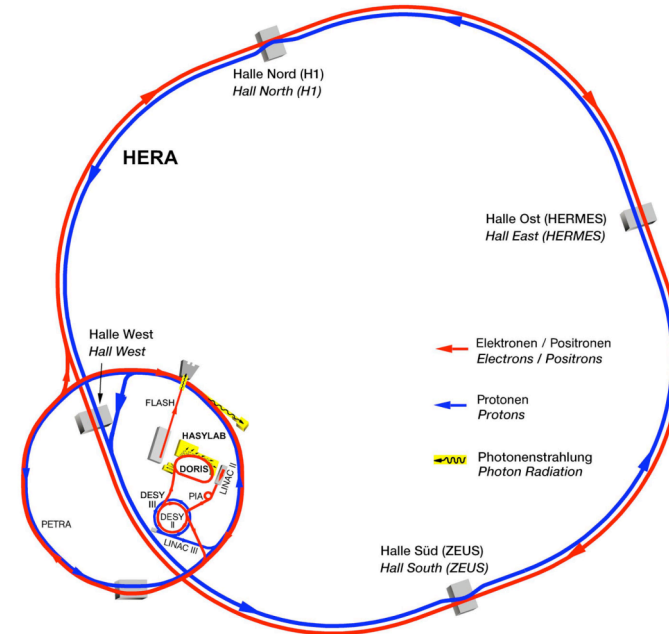 Halle Nord (H1)
Hall North (H1)
HERA
Halle Ost (HERMES)
Hall East (HERMES)
Halle West
Hall West
Elektronen / Positronen
Electrons / Positrons
Protonen
Protons
Photonenstrahlung
Photon Radiation
FLASH
HASYLAB
DORIS
LINAC II
PIA
DESY
III
DESY
II
LINAC III
PETRA
Halle Süd (ZEUS)
Hall South (ZEUS)